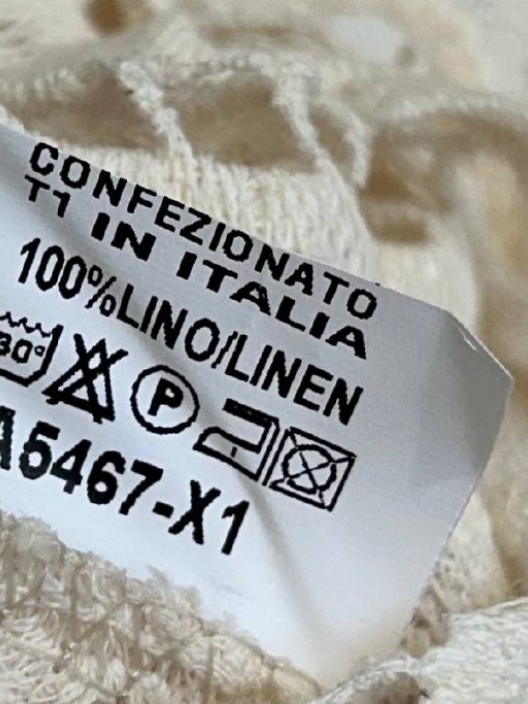 CONFEZIONATO
T1 IN ITALIA
100%LINO/LINEN
30°
P
A5467-X1